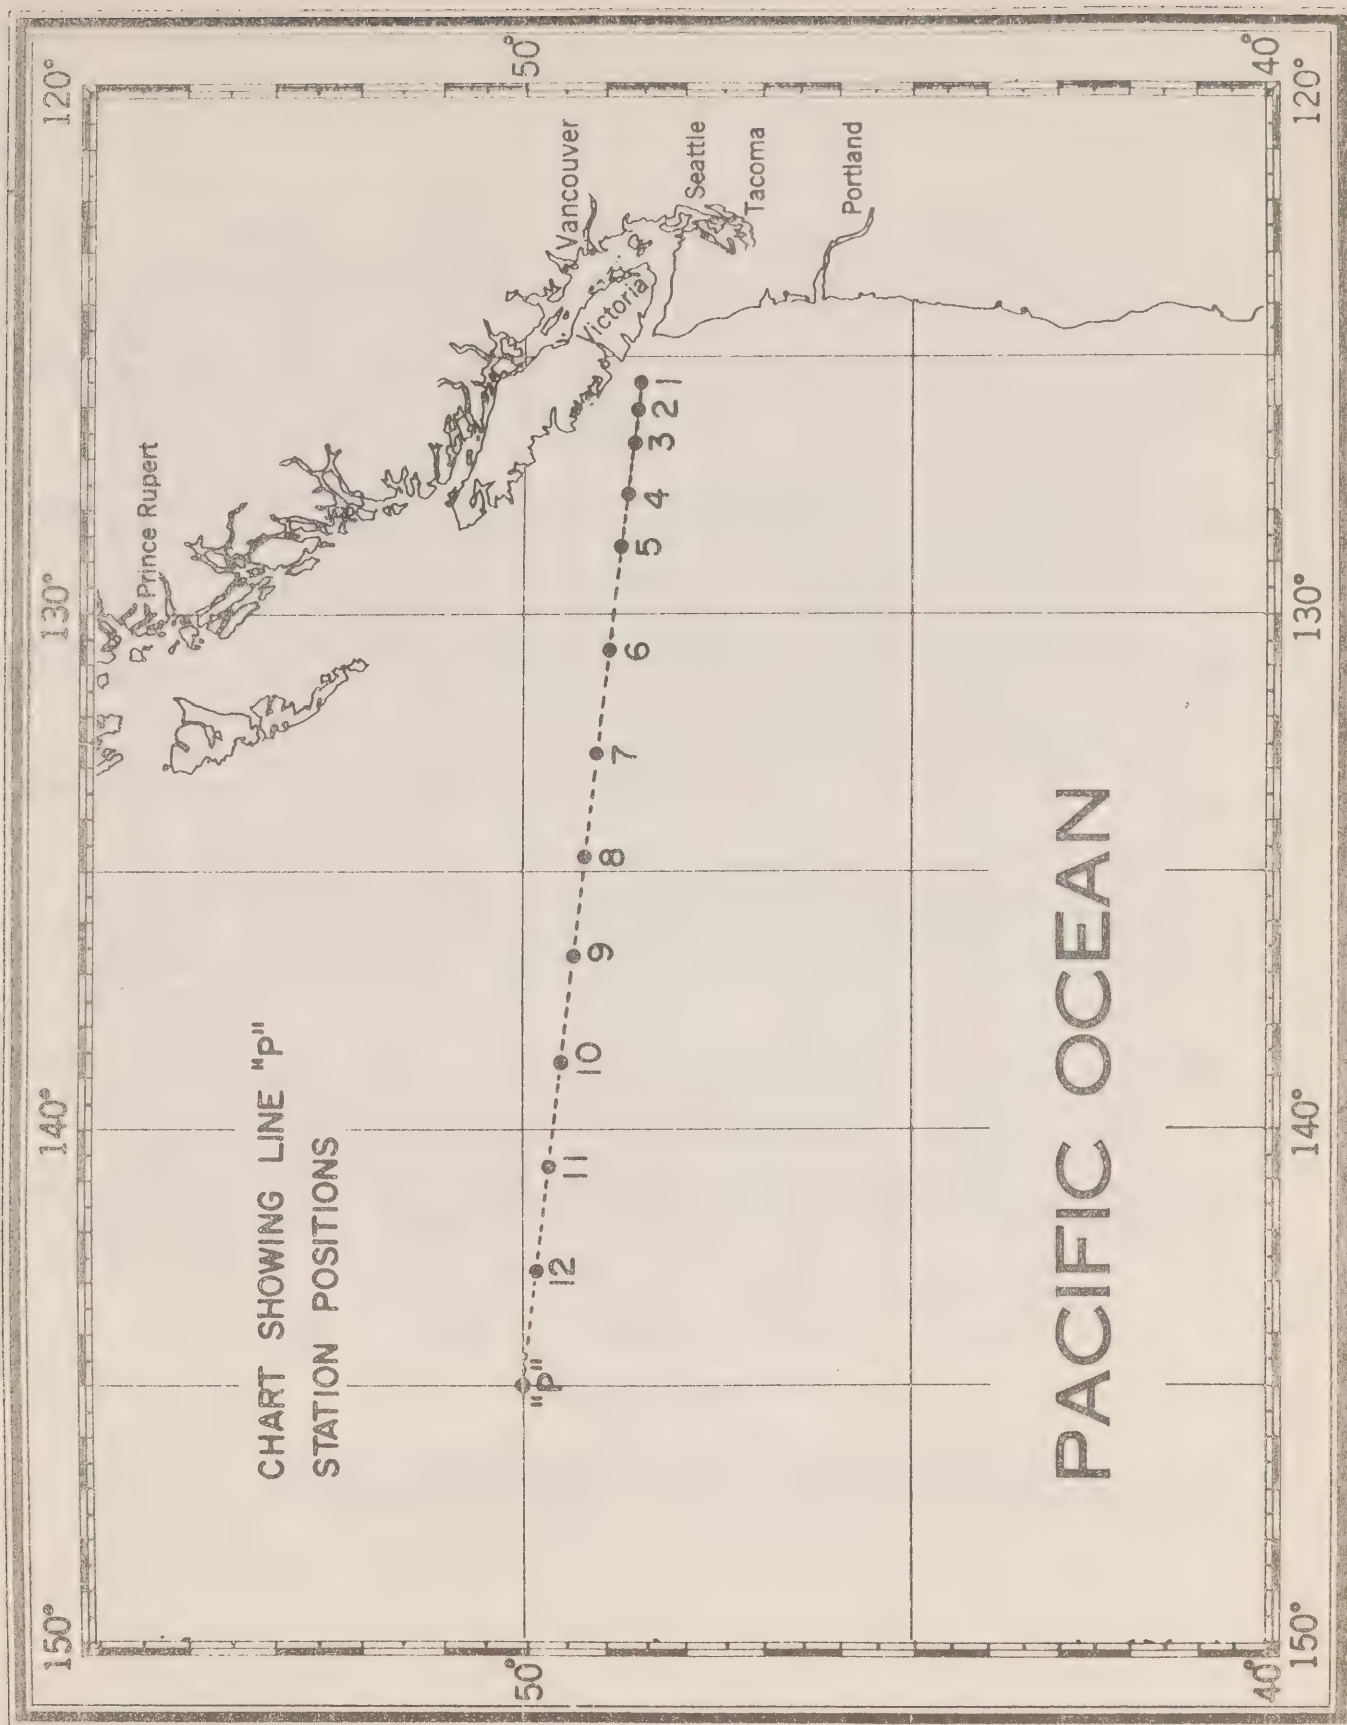 150°
140°
130°
120°
CHART SHOWING LINE "P"
STATION POSITIONS
Prince Rupert
Vancouver
Victoria
Seattle
Tacoma
Portland
50°
50°
"P"
12
11
10
9
8
7
6
5
4
3
2
1
PACIFIC OCEAN
40°
40°
150°
140°
130°
120°